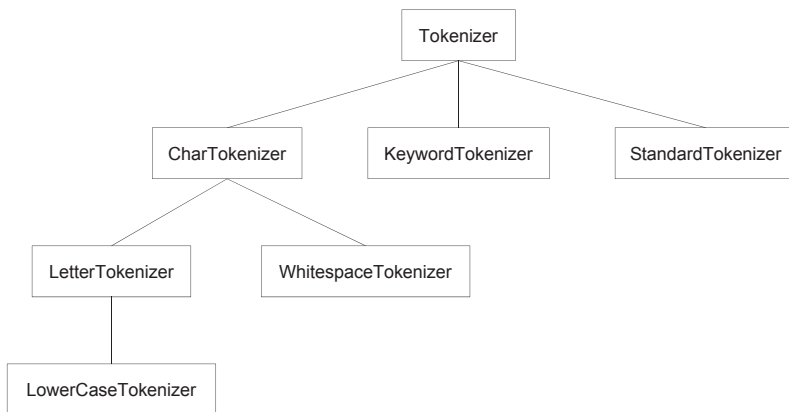 Tokenizer
CharTokenizer
KeywordTokenizer
StandardTokenizer
LetterTokenizer
WhitespaceTokenizer
LowerCaseTokenizer